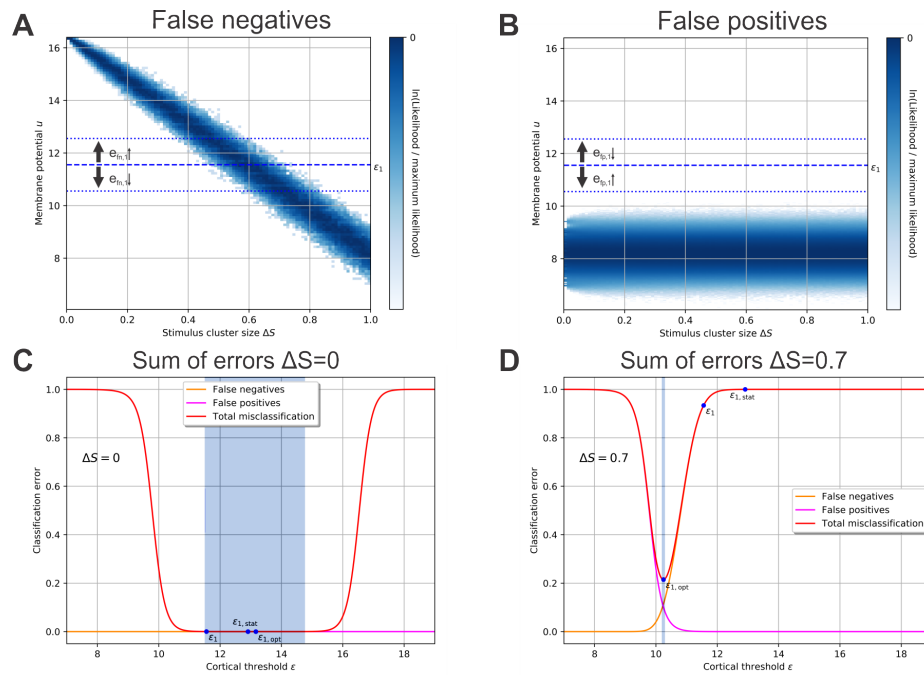 A
False negatives
16
14
12
10
8
Membrane potential u
e_fn,1↑
e_fn,1↓
ε₁
0.0 0.2 0.4 0.6 0.8 1.0
Stimulus cluster size ΔS
0
ln(Likelihood / maximum likelihood)
B
False positives
16
14
12
10
8
Membrane potential u
e_fp,1↓
e_fp,1↑
ε₁
0.0 0.2 0.4 0.6 0.8 1.0
Stimulus cluster size ΔS
0
ln(Likelihood / maximum likelihood)
C
Sum of errors ΔS=0
1.0
0.8
0.6
0.4
0.2
0.0
Classification error
False negatives
False positives
Total misclassification
ΔS = 0
ε₁,stat
ε₁
ε₁,opt
8 10 12 14 16 18
Cortical threshold ε
D
Sum of errors ΔS=0.7
1.0
0.8
0.6
0.4
0.2
0.0
Classification error
ε₁,stat
ε₁
ΔS = 0.7
False negatives
False positives
Total misclassification
ε₁,opt
8 10 12 14 16 18
Cortical threshold ε